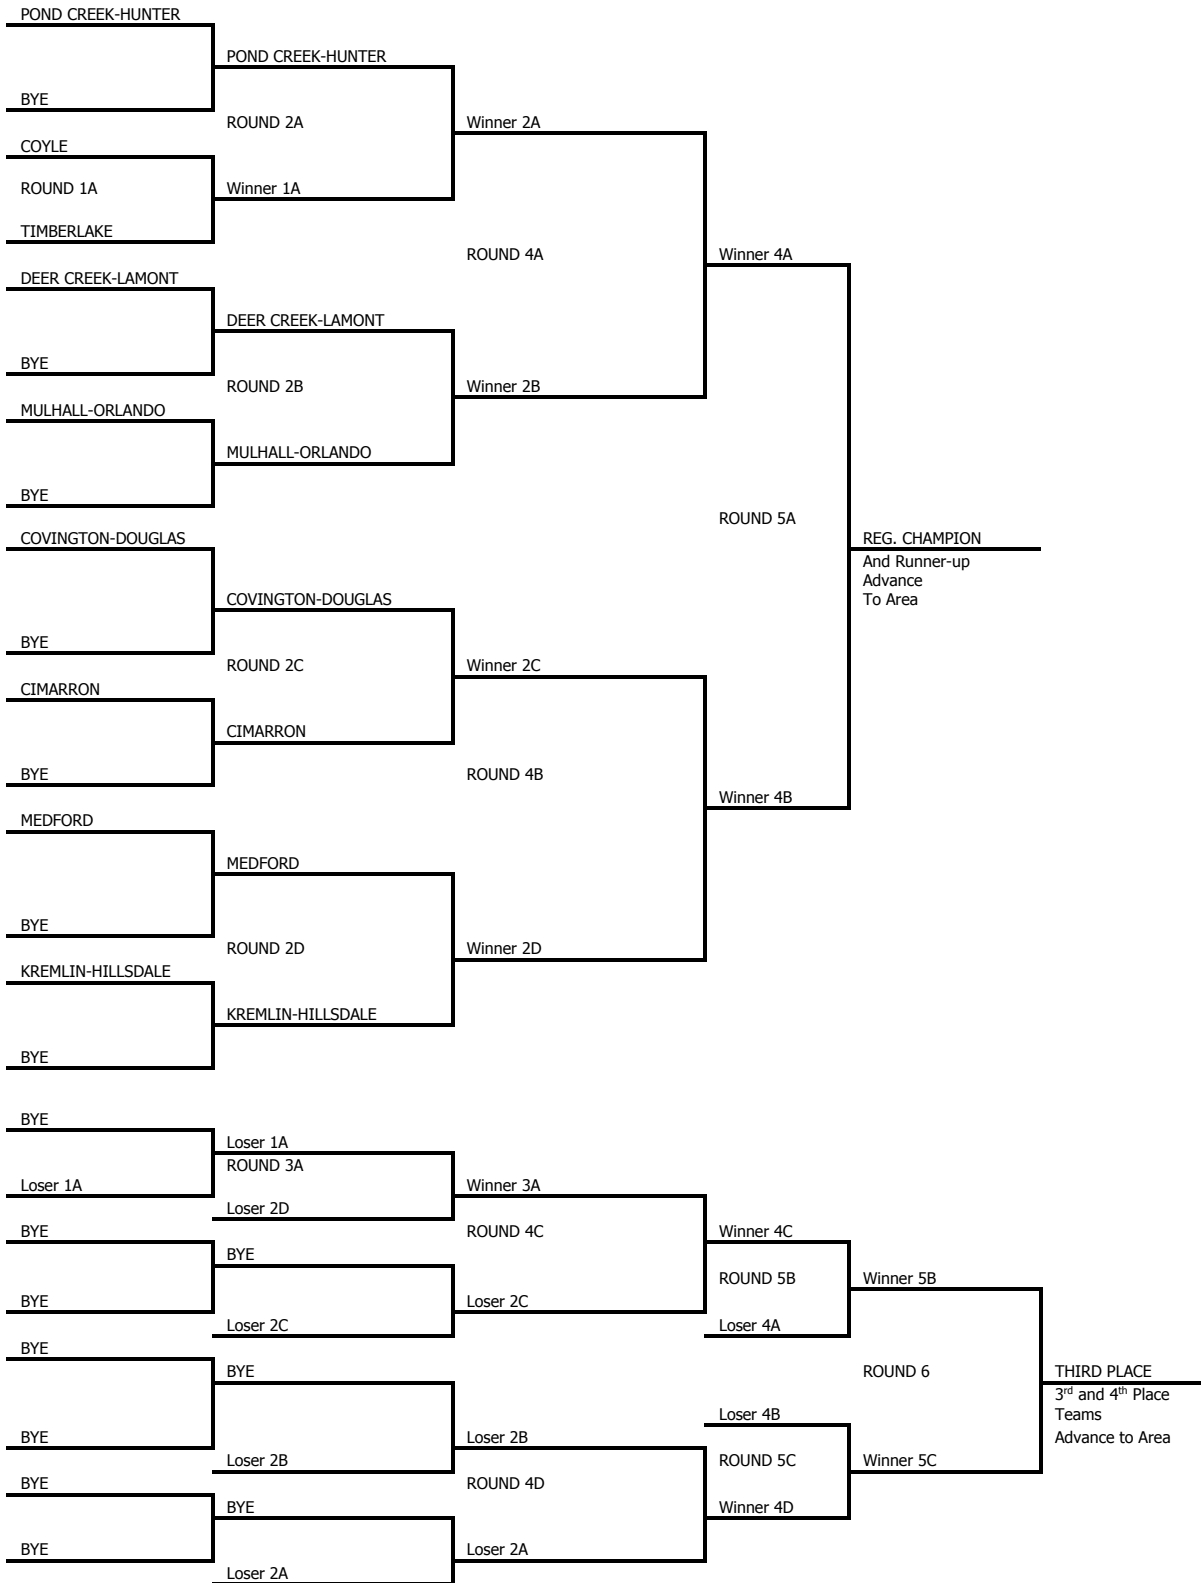 POND CREEK-HUNTER
POND CREEK-HUNTER
BYE
ROUND 2A
Winner 2A
COYLE
ROUND 1A
Winner 1A
TIMBERLAKE
ROUND 4A
Winner 4A
DEER CREEK-LAMONT
DEER CREEK-LAMONT
BYE
ROUND 2B
Winner 2B
MULHALL-ORLANDO
MULHALL-ORLANDO
BYE
ROUND 5A
COVINGTON-DOUGLAS
REG. CHAMPION
And Runner-up
Advance
To Area
COVINGTON-DOUGLAS
BYE
ROUND 2C
Winner 2C
CIMARRON
CIMARRON
BYE
ROUND 4B
Winner 4B
MEDFORD
MEDFORD
BYE
ROUND 2D
Winner 2D
KREMLIN-HILLSDALE
KREMLIN-HILLSDALE
BYE
BYE
Loser 1A
ROUND 3A
Loser 1A
Winner 3A
Loser 2D
BYE
ROUND 4C
Winner 4C
BYE
ROUND 5B
Winner 5B
BYE
Loser 2C
Loser 2C
Loser 4A
BYE
BYE
ROUND 6
THIRD PLACE
3rd and 4th Place
Teams
Advance to Area
Loser 4B
BYE
Loser 2B
Loser 2B
ROUND 5C
Winner 5C
BYE
ROUND 4D
BYE
Winner 4D
BYE
Loser 2A
Loser 2A